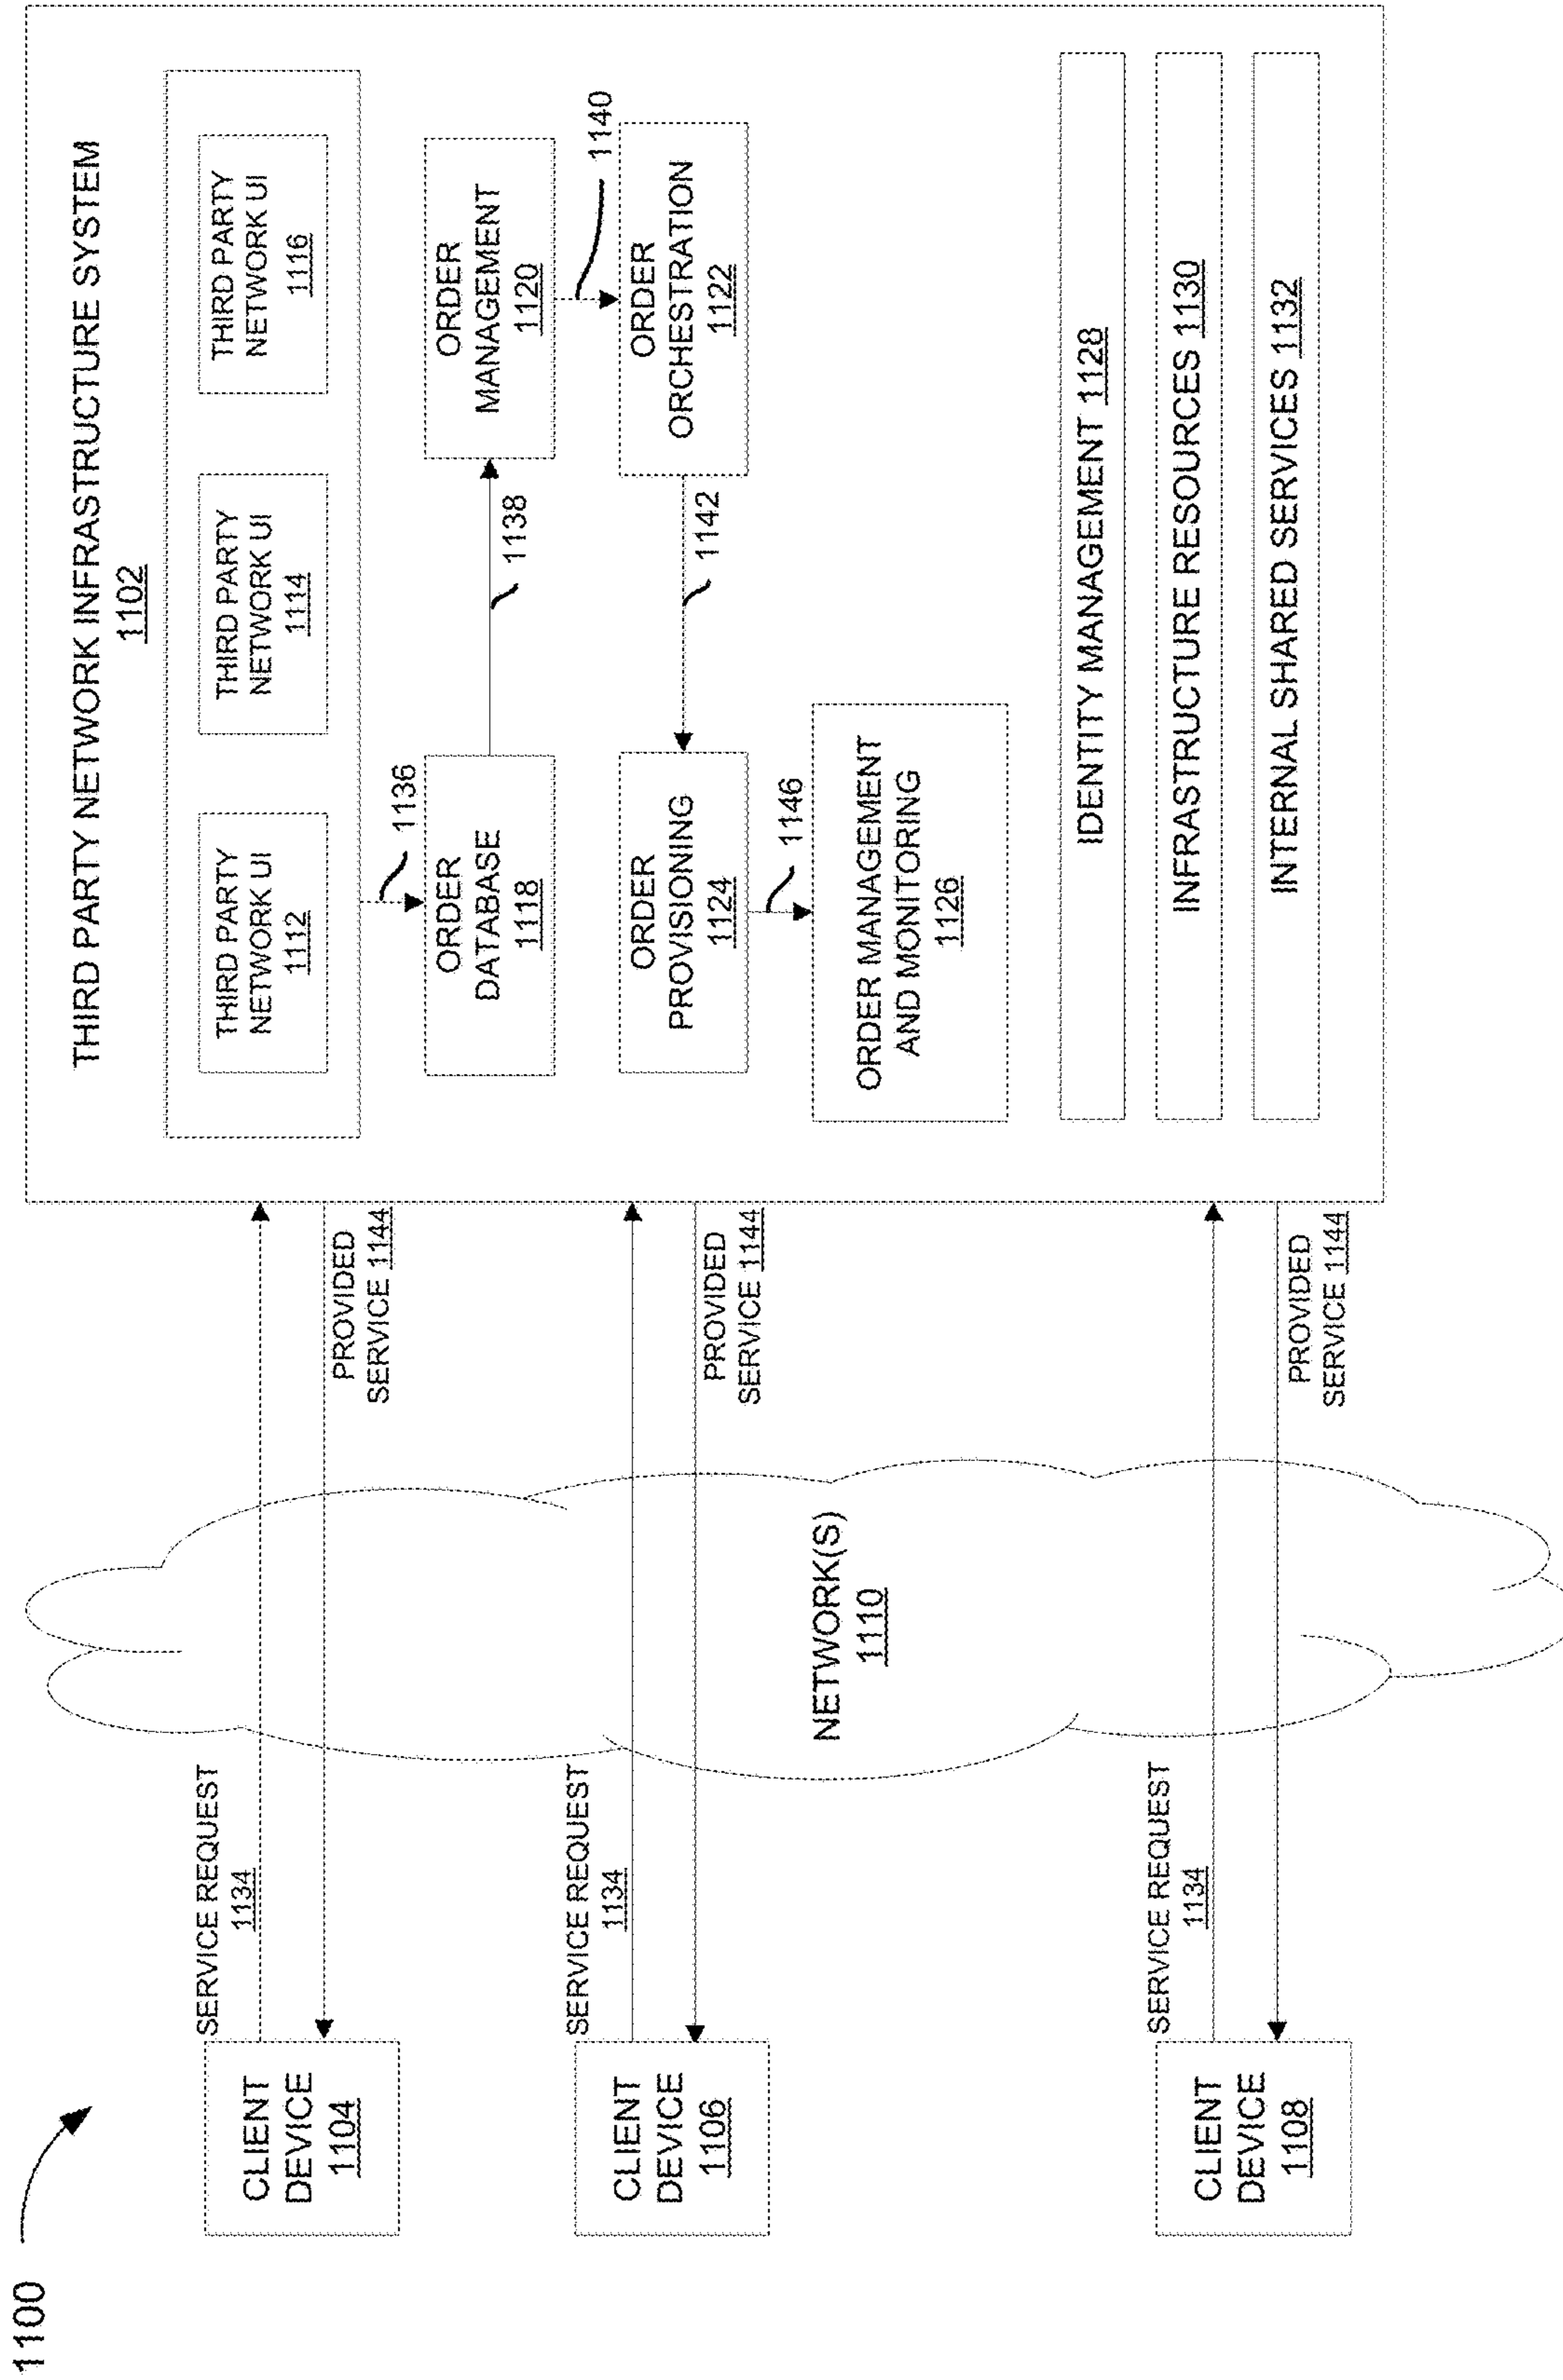 1100
THIRD PARTY NETWORK INFRASTRUCTURE SYSTEM
1102
THIRD PARTY
NETWORK UI
1112
THIRD PARTY
NETWORK UI
1114
THIRD PARTY
NETWORK UI
1116
1136
ORDER
DATABASE
1118
1138
ORDER
MANAGEMENT
1120
1140
ORDER
ORCHESTRATION
1122
1142
ORDER
PROVISIONING
1124
1146
ORDER MANAGEMENT
AND MONITORING
1126
IDENTITY MANAGEMENT 1128
INFRASTRUCTURE RESOURCES 1130
INTERNAL SHARED SERVICES 1132
CLIENT
DEVICE
1104
SERVICE REQUEST
1134
PROVIDED
SERVICE 1144
CLIENT
DEVICE
1106
SERVICE REQUEST
1134
PROVIDED
SERVICE 1144
NETWORK(S)
1110
CLIENT
DEVICE
1108
SERVICE REQUEST
1134
PROVIDED
SERVICE 1144